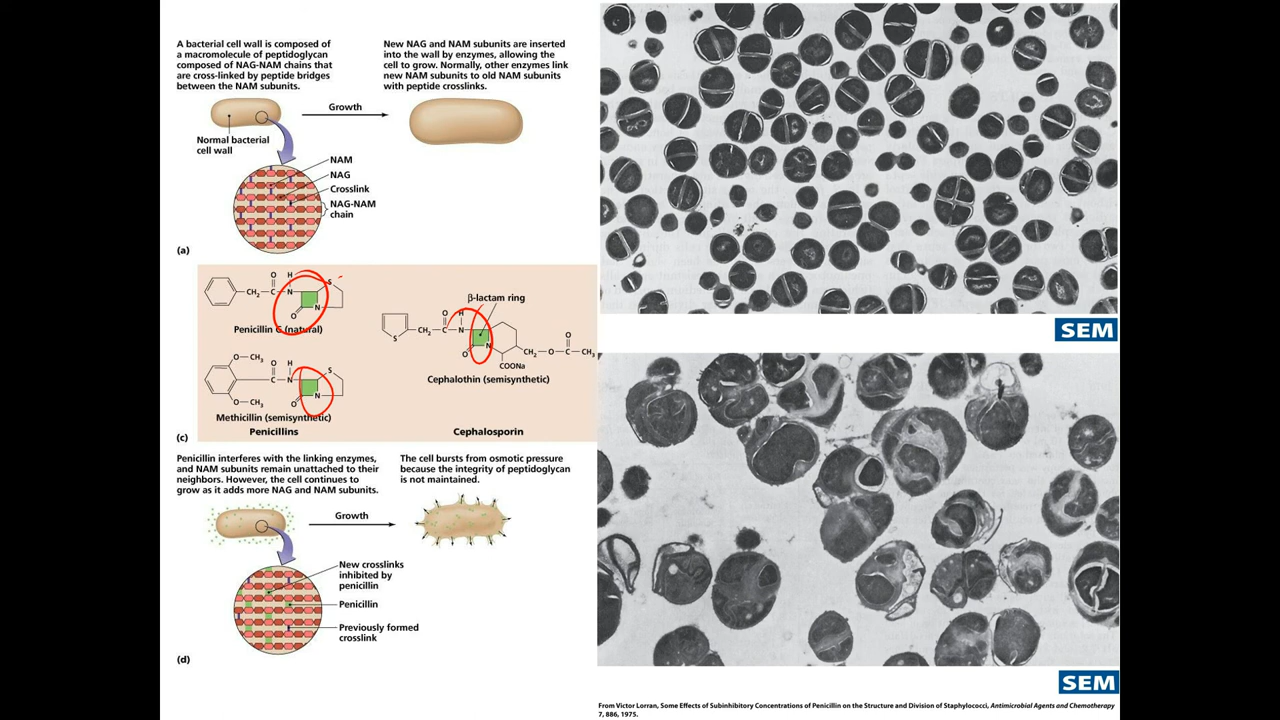 A bacterial cell wall is composed of
a macromolecule of peptidoglycan
composed of NAG-NAM chains that
are cross-linked by peptide bridges
between the NAM subunits.
New NAG and NAM subunits are inserted
into the wall by enzymes, allowing the
cell to grow. Normally, other enzymes link
new NAM subunits to old NAM subunits
with peptide crosslinks.
Growth
Normal bacterial
cell wall
NAM
NAG
Crosslink
NAG-NAM
chain
(a)
O H S
CH₂ C N
O N
Penicillin G (natural)
O CH₃
O H S
C N
O N
O CH₃
Methicillin (semisynthetic)
Penicillins
β-lactam ring
O H
S CH₂ C N
O N
CH₂ O C CH₃
O
COONa
Cephalothin (semisynthetic)
Cephalosporin
(c)
Penicillin interferes with the linking enzymes,
and NAM subunits remain unattached to their
neighbors. However, the cell continues to
grow as it adds more NAG and NAM subunits.
The cell bursts from osmotic pressure
because the integrity of peptidoglycan
is not maintained.
Growth
New crosslinks
inhibited by
penicillin
Penicillin
Previously formed
crosslink
(d)
SEM
SEM
From Victor Lorran, Some Effects of Subinhibitory Concentrations of Penicillin on the Structure and Division of Staphylococci, Antimicrobial Agents and Chemotherapy
7, 886, 1975.